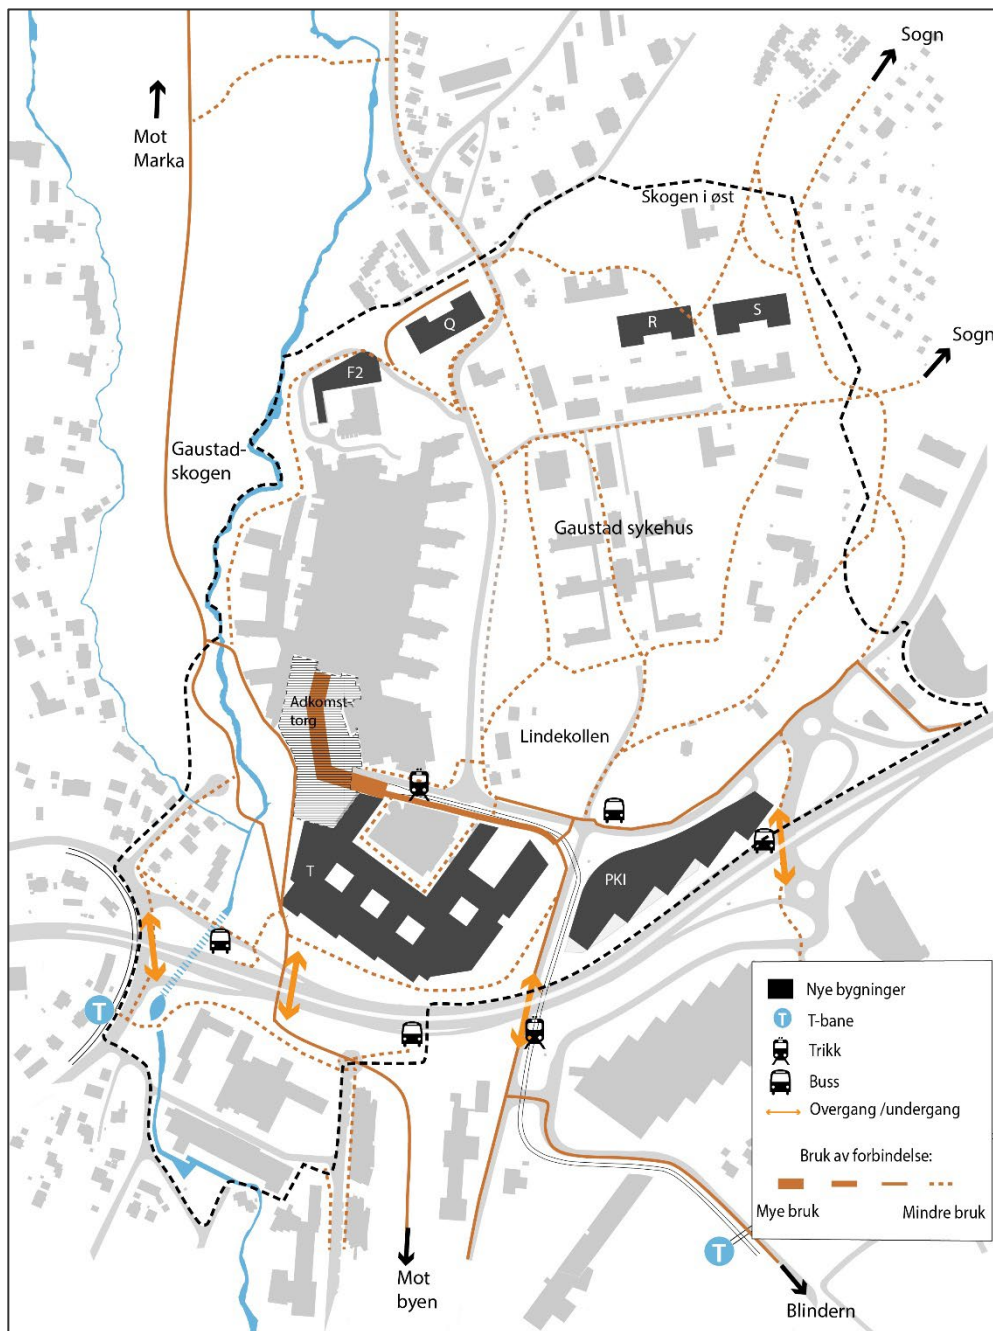 Sogn
Mot
Marka
Skogen i øst
Q
R
S
Sogn
F2
Gaustad-
skogen
Gaustad sykehus
Adkomst-
torg
Lindekollen
T
PKI
T
Nye bygninger
T
T-bane
Trikk
Buss
Overgang /undergang
Bruk av forbindelse:
Mye bruk
Mindre bruk
T
Mot
byen
Blindern